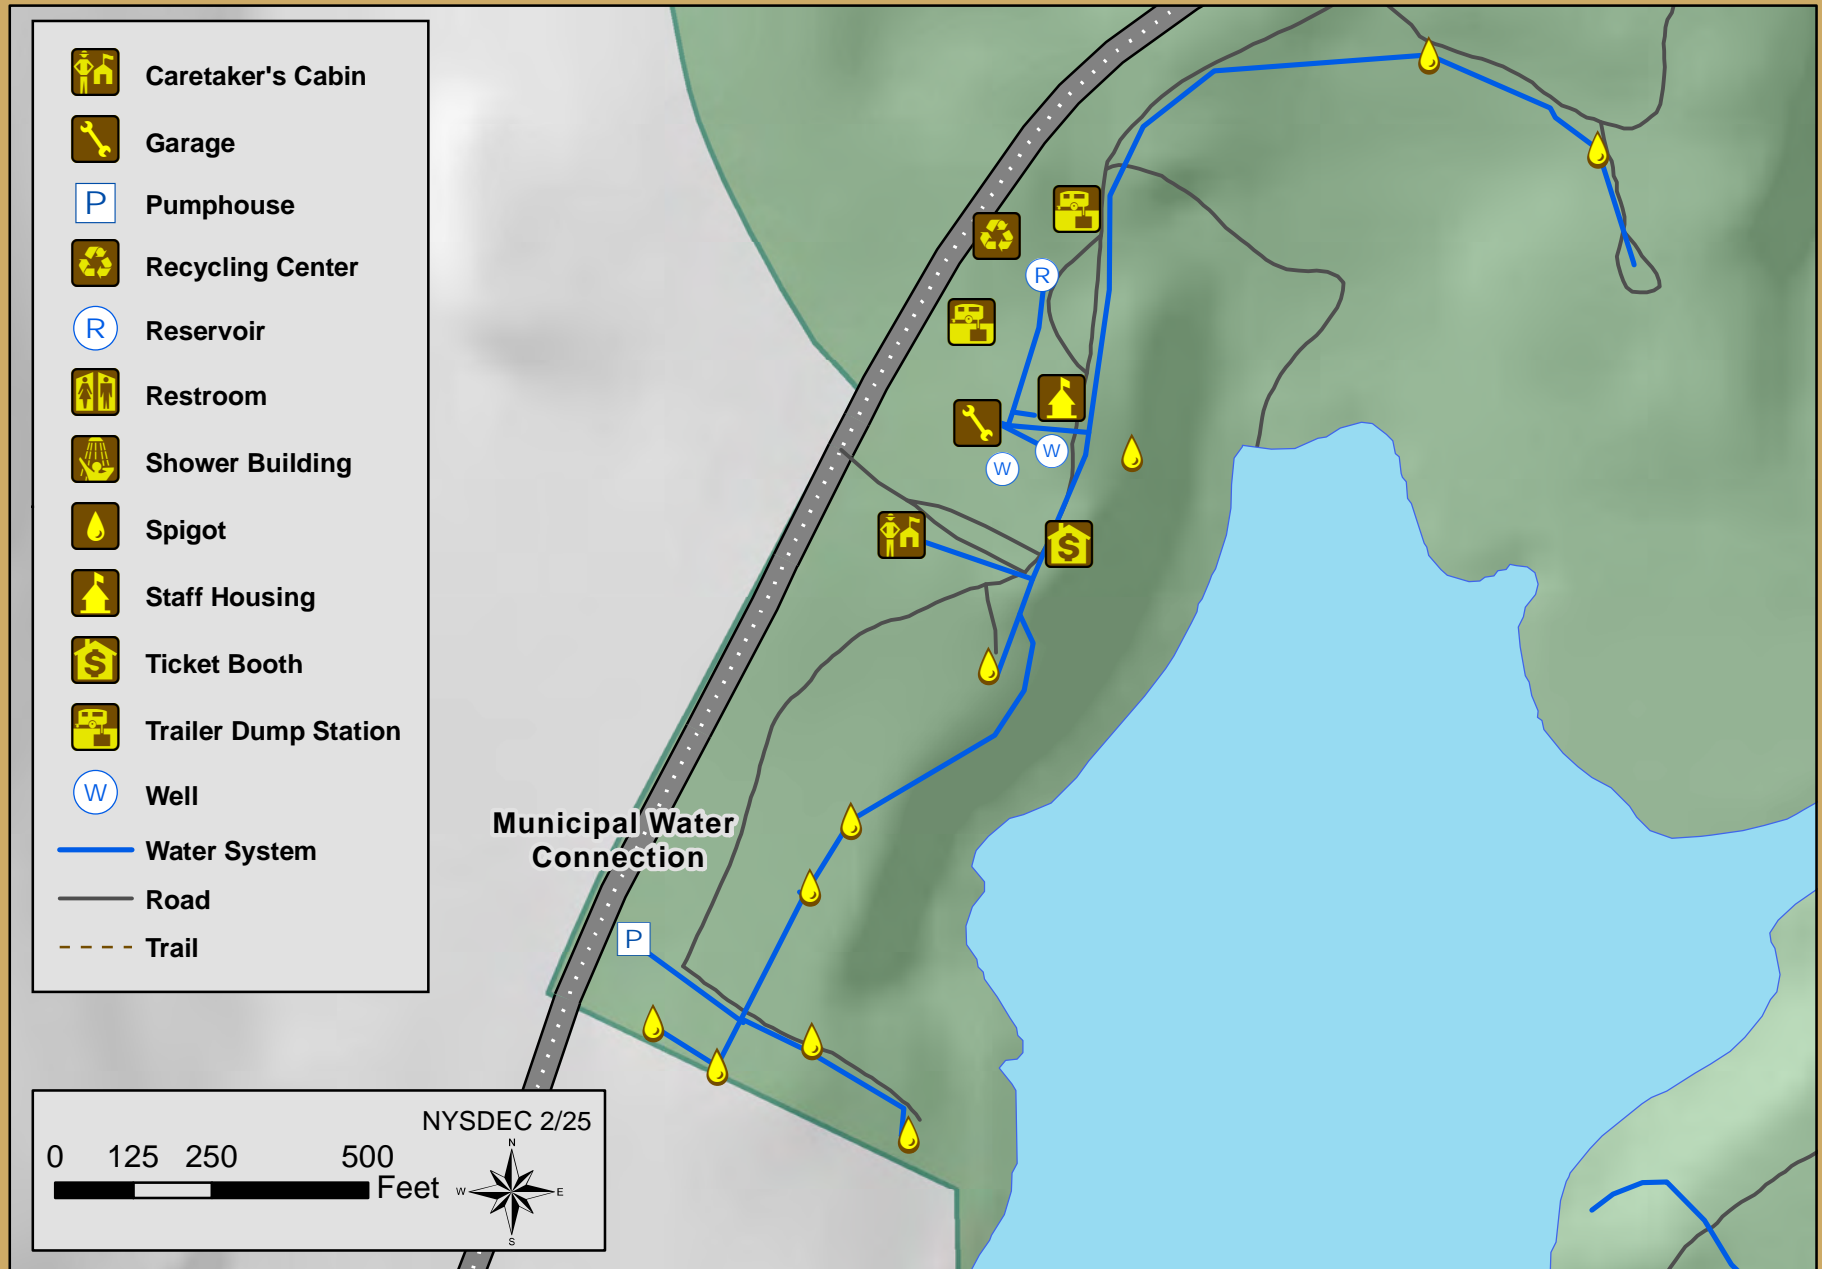 Caretaker's Cabin
Garage
P Pumphouse
Recycling Center
R Reservoir
Restroom
Shower Building
Spigot
Staff Housing
$ Ticket Booth
Trailer Dump Station
W Well
Water System
Road
Trail
R
W
W
$
Municipal Water
Connection
P
NYSDEC 2/25
0 125 250 500
Feet
N
W E
S